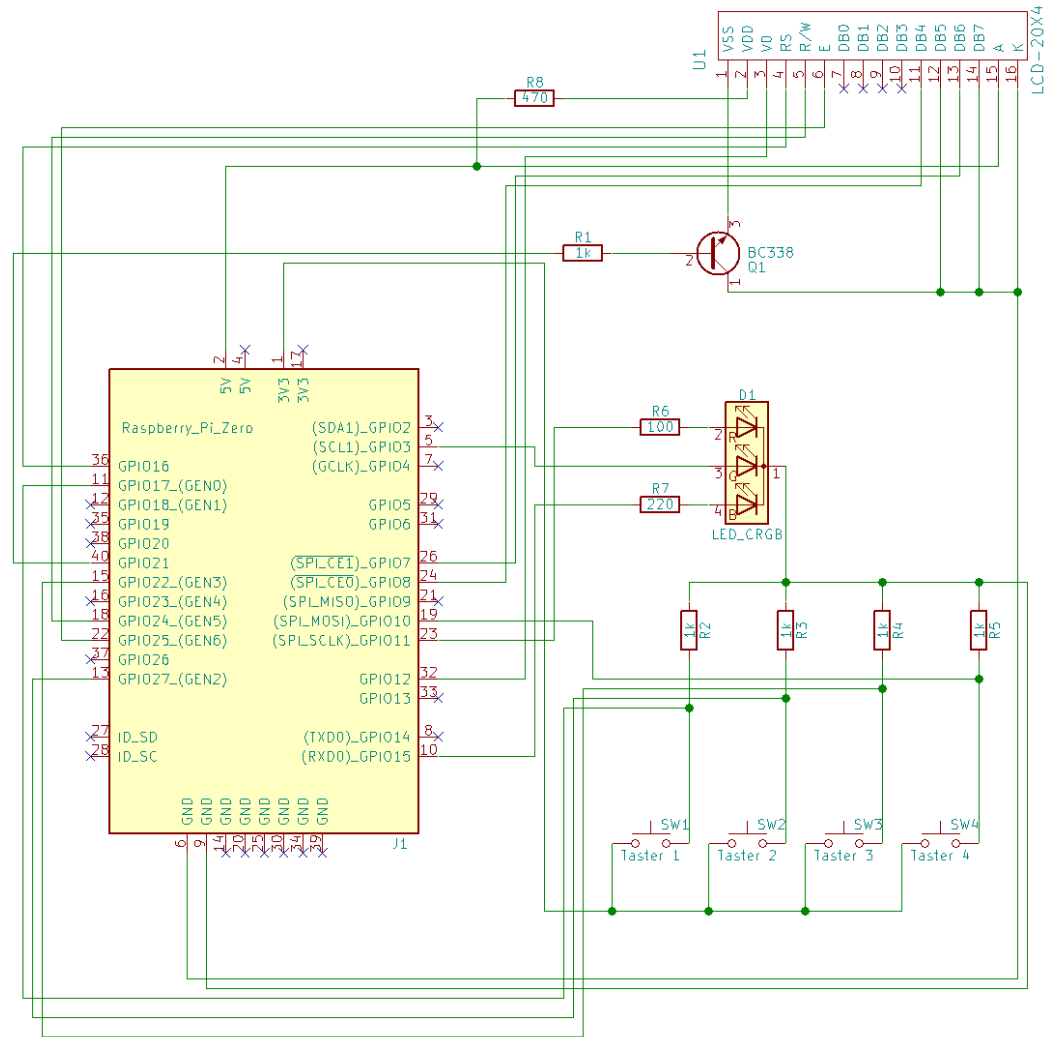 U1
LCD-20X4
VSS
VDD
VO
RS
R/W
E
DB0
DB1
DB2
DB3
DB4
DB5
DB6
DB7
A
K
1
2
3
4
5
6
7
8
9
10
11
12
13
14
15
16
R8
470
R1
1k
3
2
1
BC338
Q1
2
4
1
17
5V
5V
3V3
3V3
Raspberry_Pi_Zero
36 GPIO16
11 GPIO17_(GEN0)
12 GPIO18_(GEN1)
35 GPIO19
38 GPIO20
40 GPIO21
15 GPIO22_(GEN3)
16 GPIO23_(GEN4)
18 GPIO24_(GEN5)
22 GPIO25_(GEN6)
37 GPIO26
13 GPIO27_(GEN2)
27 ID_SD
28 ID_SC
(SDA1)_GPIO2 3
(SCL1)_GPIO3 5
(GCLK)_GPIO4 7
GPIO5 29
GPIO6 31
(SPI_CE1)_GPIO7 26
(SPI_CE0)_GPIO8 24
(SPI_MISO)_GPIO9 21
(SPI_MOSI)_GPIO10 19
(SPI_SCLK)_GPIO11 23
GPIO12 32
GPIO13 33
(TXD0)_GPIO14 8
(RXD0)_GPIO15 10
GND
GND
GND
GND
GND
GND
GND
GND
6
9
14
20
25
30
34
39
J1
D1
R6
100
2
R
3
G
1
R7
220
4
B
LED_CRGB
1k
R2
1k
R3
1k
R4
1k
R5
SW1
Taster 1
SW2
Taster 2
SW3
Taster 3
SW4
Taster 4